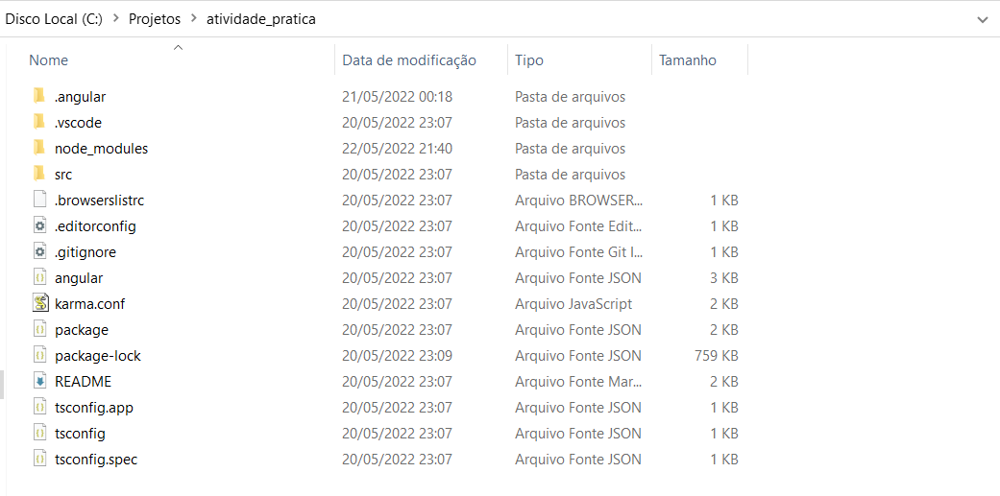 Disco Local (C:) > Projetos > atividade_pratica
Nome Data de modificação Tipo Tamanho
.angular 21/05/2022 00:18 Pasta de arquivos
.vscode 20/05/2022 23:07 Pasta de arquivos
node_modules 22/05/2022 21:40 Pasta de arquivos
src 20/05/2022 23:07 Pasta de arquivos
.browserslistrc 20/05/2022 23:07 Arquivo BROWSER... 1 KB
.editorconfig 20/05/2022 23:07 Arquivo Fonte Edit... 1 KB
.gitignore 20/05/2022 23:07 Arquivo Fonte Git I... 1 KB
angular 20/05/2022 23:07 Arquivo Fonte JSON 3 KB
karma.conf 20/05/2022 23:07 Arquivo JavaScript 2 KB
package 20/05/2022 23:07 Arquivo Fonte JSON 2 KB
package-lock 20/05/2022 23:09 Arquivo Fonte JSON 759 KB
README 20/05/2022 23:07 Arquivo Fonte Mar... 2 KB
tsconfig.app 20/05/2022 23:07 Arquivo Fonte JSON 1 KB
tsconfig 20/05/2022 23:07 Arquivo Fonte JSON 1 KB
tsconfig.spec 20/05/2022 23:07 Arquivo Fonte JSON 1 KB